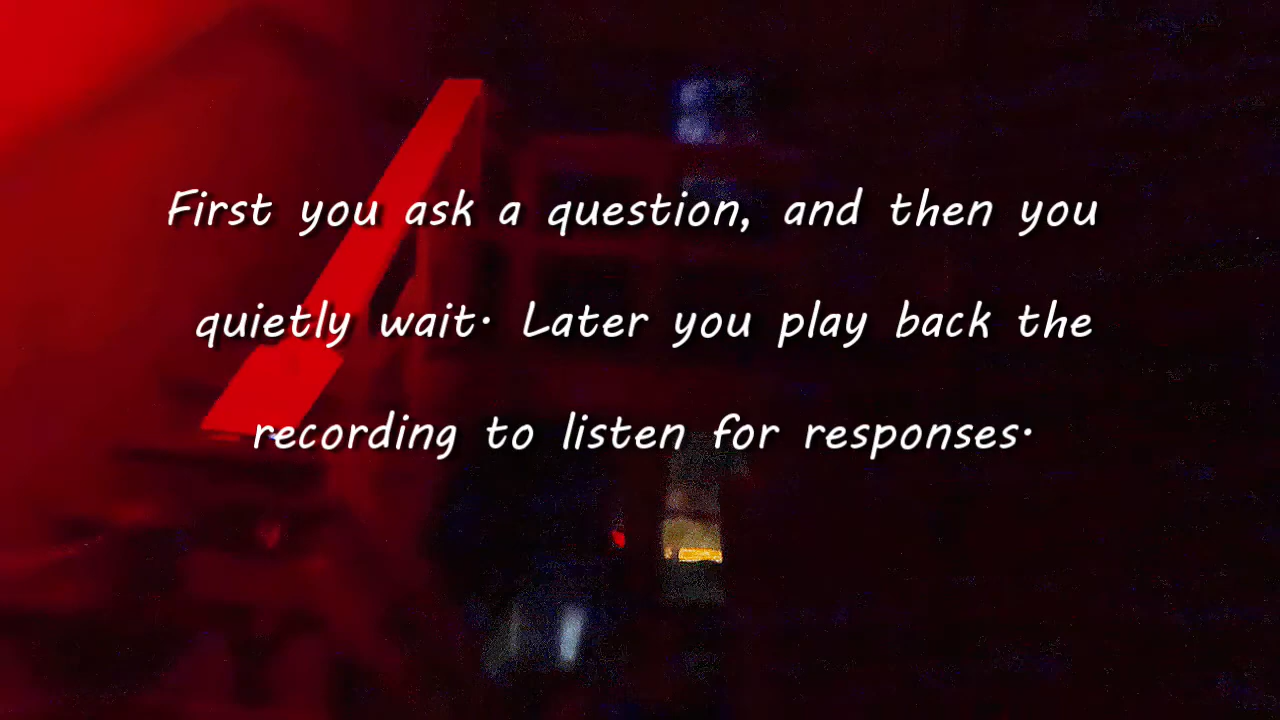 First you ask a question, and then you
quietly wait. Later you play back the
recording to listen for responses.